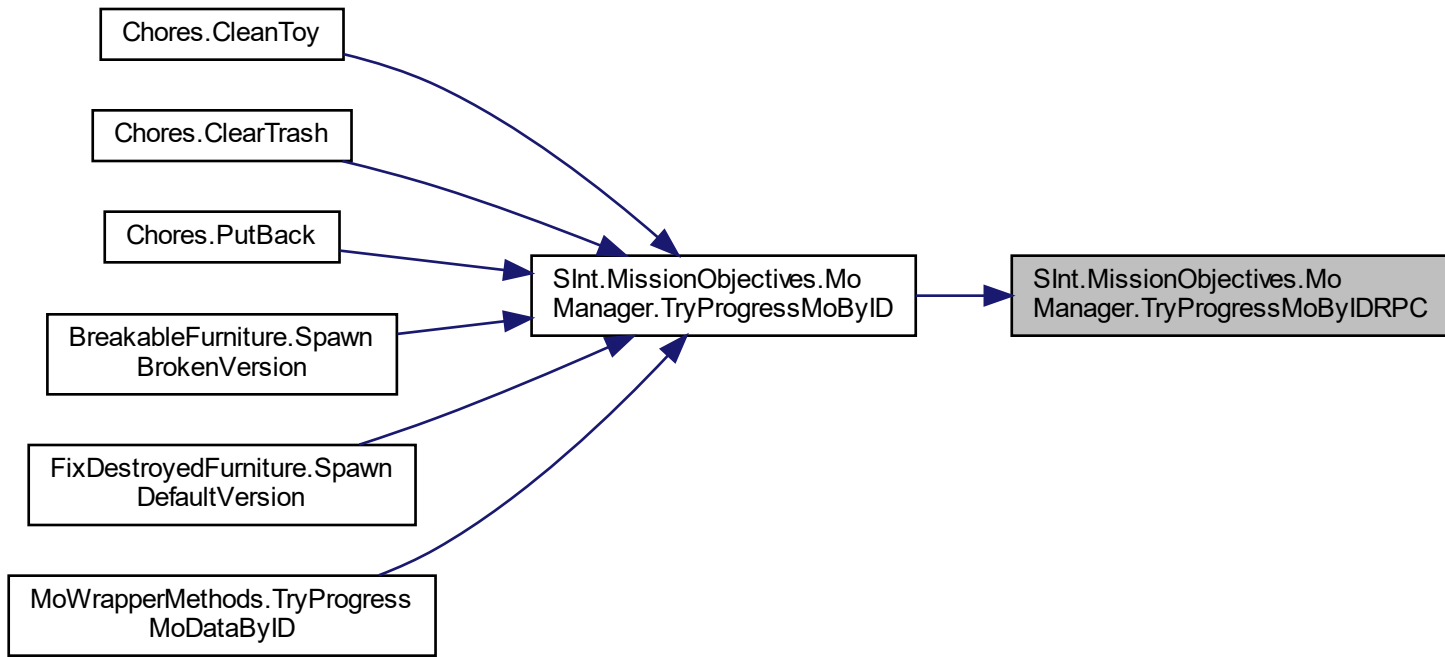 Chores.CleanToy
Chores.ClearTrash
Chores.PutBack
BreakableFurniture.Spawn
BrokenVersion
FixDestroyedFurniture.Spawn
DefaultVersion
MoWrapperMethods.TryProgress
MoDataByID
SInt.MissionObjectives.Mo
Manager.TryProgressMoByID
SInt.MissionObjectives.Mo
Manager.TryProgressMoByIDRPC